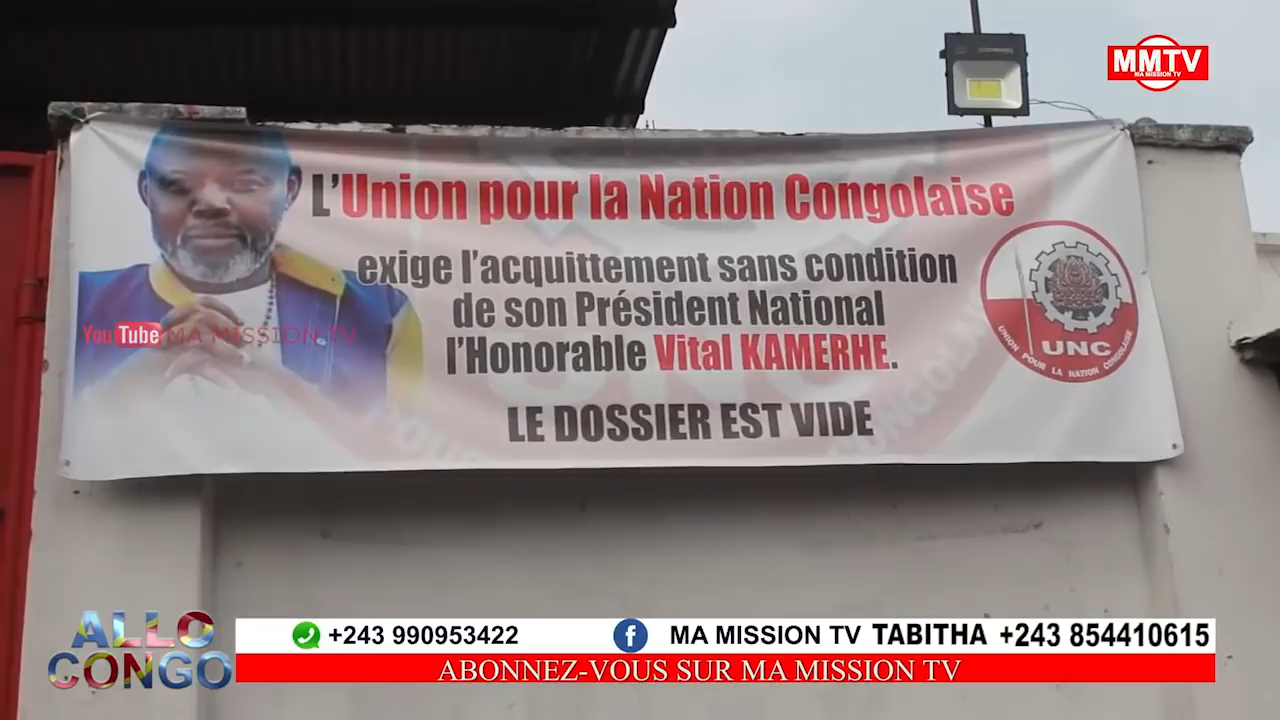 MMTV
MA MISSION TV
L'Union pour la Nation Congolaise
exige l'acquittement sans condition
de son Président National
l'Honorable Vital KAMERHE.
LE DOSSIER EST VIDE
UNC
UNION POUR LA NATION CONGOLAISE
YouTube MA MISSION TV
ALLO
CONGO
+243 990953422
MA MISSION TV TABITHA +243 854410615
ABONNEZ-VOUS SUR MA MISSION TV